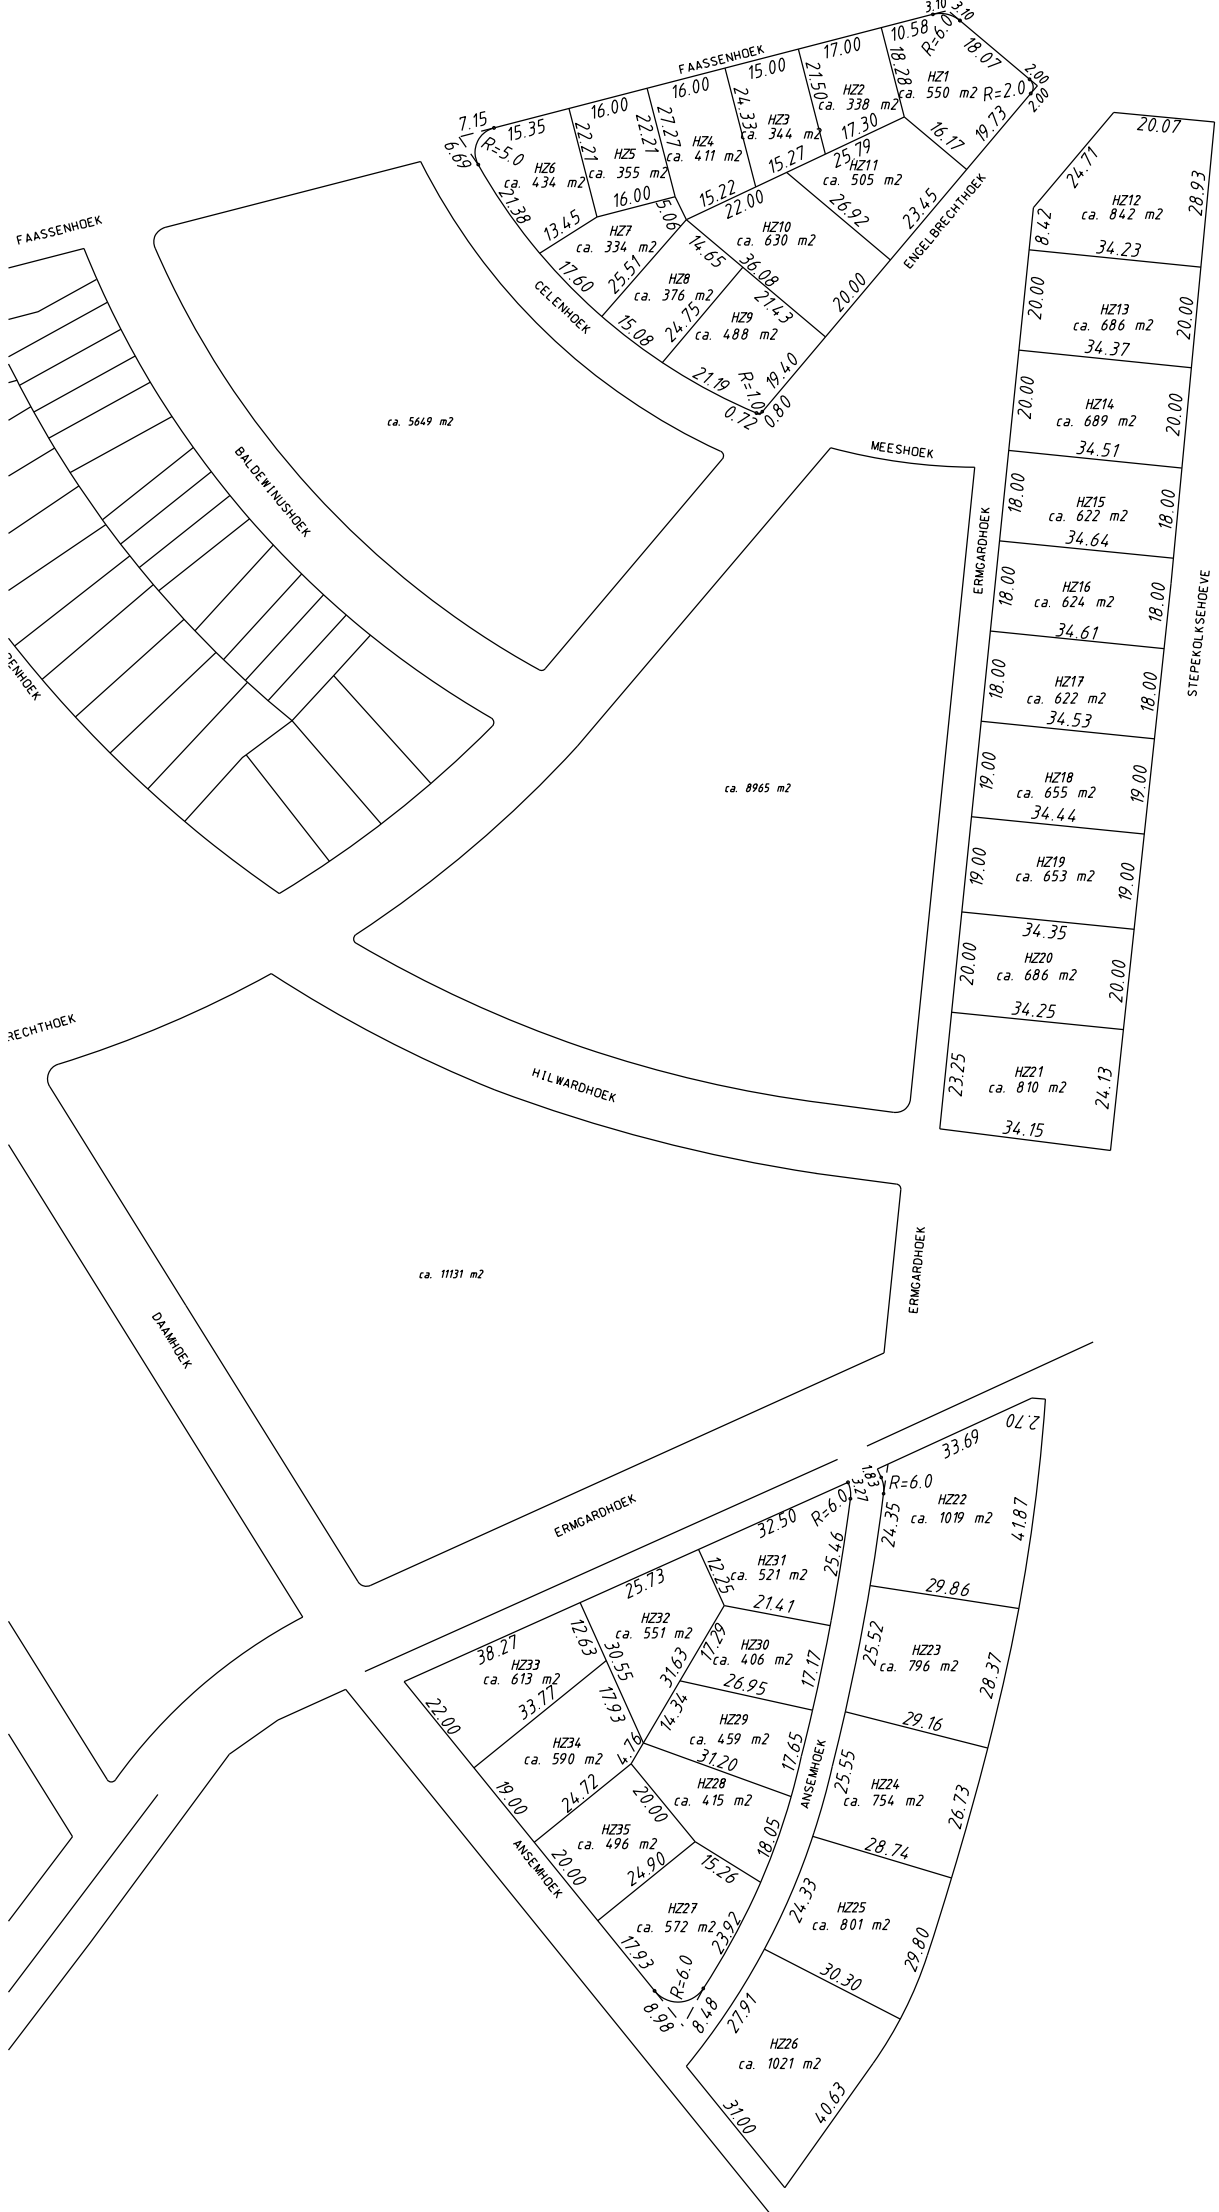 3.10
3.10
FAASSENHOEK
10.58
R=6.0
18.07
17.00
15.00
16.00
16.00
15.35
7.15
6.69
R=5.0
18.28
HZ1
ca. 550 m2
R=2.0
2.00
2.00
21.50
HZ2
ca. 338 m2
24.33
HZ3
ca. 344 m2
27.27
HZ4
ca. 411 m2
22.21
HZ5
ca. 355 m2
22.21
HZ6
ca. 434 m2
21.38
17.30
16.17
19.73
25.79
15.27
HZ11
ca. 505 m2
15.22
22.00
16.00
5.06
13.45
HZ7
ca. 334 m2
17.60
25.51
14.65
HZ10
ca. 630 m2
26.92
23.45
ENGELBRECHTHOEK
36.08
HZ8
ca. 376 m2
15.08
24.75
HZ9
ca. 488 m2
21.43
20.00
CELENHOEK
21.19
R=1.0
19.40
0.72
0.80
20.07
24.71
28.93
HZ12
ca. 842 m2
8.42
34.23
20.00
HZ13
ca. 686 m2
20.00
34.37
20.00
HZ14
ca. 689 m2
20.00
34.51
18.00
HZ15
ca. 622 m2
18.00
34.64
18.00
HZ16
ca. 624 m2
18.00
34.61
18.00
HZ17
ca. 622 m2
18.00
34.53
19.00
HZ18
ca. 655 m2
19.00
34.44
19.00
HZ19
ca. 653 m2
19.00
34.35
20.00
HZ20
ca. 686 m2
20.00
34.25
23.25
HZ21
ca. 810 m2
24.13
34.15
STEPEKOLKSEHOEVE
ERMGARDHOEK
MEESHOEK
FAASSENHOEK
ca. 5649 m2
BALDEWINUSHOEK
ENHOEK
ca. 8965 m2
RECHTHOEK
HILWARDHOEK
ca. 11131 m2
ERMGARDHOEK
DAAMHOEK
ERMGARDHOEK
2.70
33.69
1.83
R=6.0
3.27
R=6.0
HZ22
ca. 1019 m2
24.35
41.87
32.50
25.46
HZ31
ca. 521 m2
12.25
21.41
29.86
25.73
HZ32
ca. 551 m2
12.63
30.55
17.29
HZ30
ca. 406 m2
17.17
25.52
HZ23
ca. 796 m2
28.37
38.27
HZ33
ca. 613 m2
31.63
26.95
33.77
22.00
17.93
14.34
HZ29
ca. 459 m2
17.65
29.16
HZ34
ca. 590 m2
4.76
31.20
ANSEMHOEK
25.55
HZ24
ca. 754 m2
26.73
19.00
24.72
20.00
HZ28
ca. 415 m2
18.05
28.74
HZ35
ca. 496 m2
ANSEMHOEK
20.00
24.90
15.26
24.33
HZ25
ca. 801 m2
29.80
HZ27
ca. 572 m2
23.92
17.93
R=6.0
30.30
8.98
8.48
27.91
HZ26
ca. 1021 m2
31.00
40.63